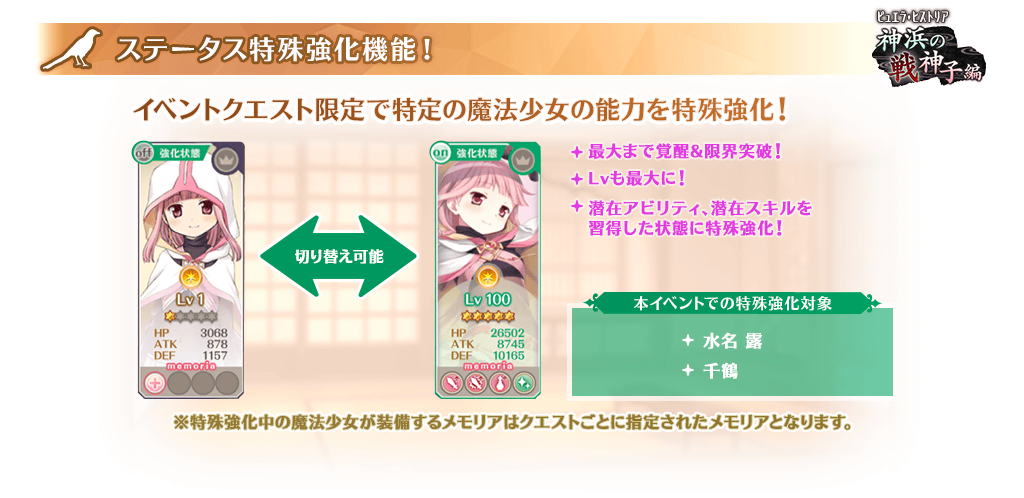 ステータス特殊強化機能！
ピュエラ・ヒストリア
神浜の
戦神子編
イベントクエスト限定で特定の魔法少女の能力を特殊強化！
off 強化状態
Lv 1
HP 3068
ATK 878
DEF 1157
memoria
切り替え可能
on 強化状態
Lv 100
HP 26502
ATK 8745
DEF 10165
memoria
最大まで覚醒&限界突破！
Lvも最大に！
潜在アビリティ、潜在スキルを
習得した状態に特殊強化！
本イベントでの特殊強化対象
水名 露
千鶴
※特殊強化中の魔法少女が装備するメモリアはクエストごとに指定されたメモリアとなります。